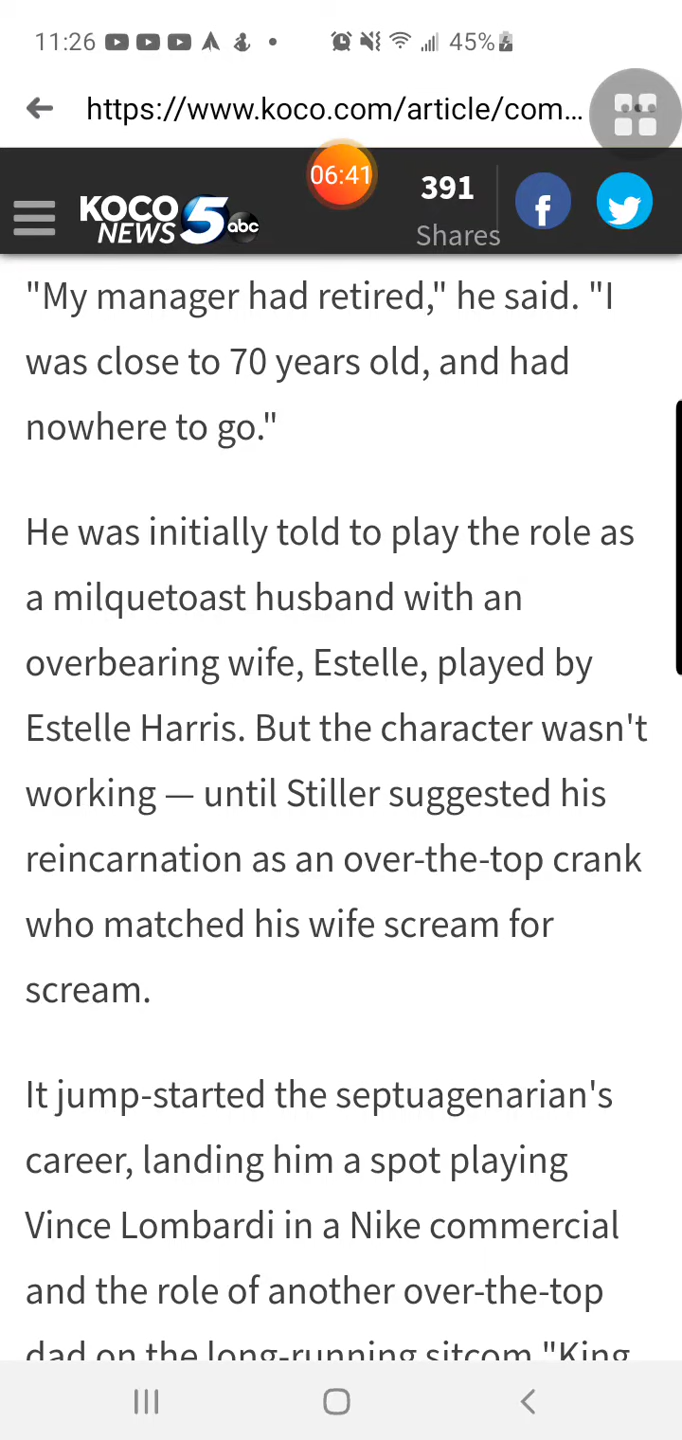 11:26
45%
https://www.koco.com/article/com...
06:41
391
Shares
KOCO
NEWS 5 abc
"My manager had retired," he said. "I
was close to 70 years old, and had
nowhere to go."
He was initially told to play the role as
a milquetoast husband with an
overbearing wife, Estelle, played by
Estelle Harris. But the character wasn't
working — until Stiller suggested his
reincarnation as an over-the-top crank
who matched his wife scream for
scream.
It jump-started the septuagenarian's
career, landing him a spot playing
Vince Lombardi in a Nike commercial
and the role of another over-the-top
dad on the long-running sitcom "King